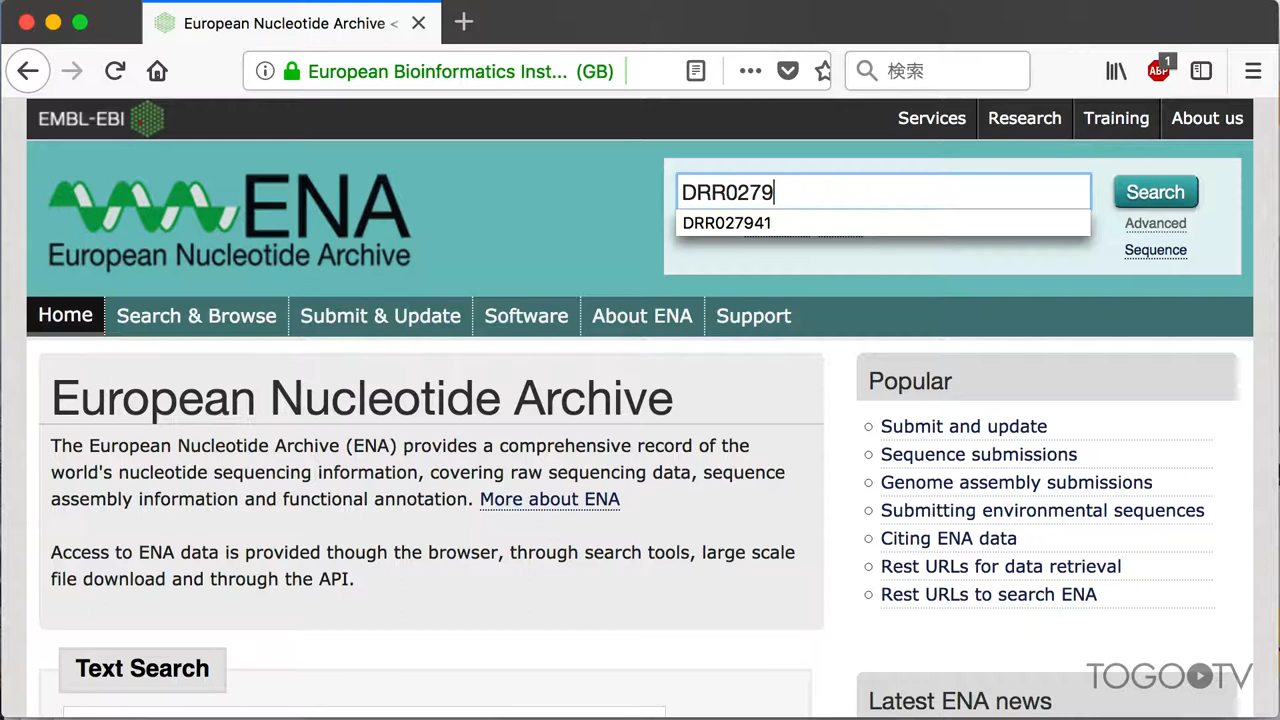 European Nucleotide Archive <
European Bioinformatics Inst... (GB)
検索
ABP
1
EMBL-EBI
Services
Research
Training
About us
ENA
European Nucleotide Archive
DRR0279
DRR027941
Search
Advanced
Sequence
Home
Search & Browse
Submit & Update
Software
About ENA
Support
European Nucleotide Archive
The European Nucleotide Archive (ENA) provides a comprehensive record of the
world's nucleotide sequencing information, covering raw sequencing data, sequence
assembly information and functional annotation. More about ENA
Access to ENA data is provided though the browser, through search tools, large scale
file download and through the API.
Text Search
Popular
Submit and update
Sequence submissions
Genome assembly submissions
Submitting environmental sequences
Citing ENA data
Rest URLs for data retrieval
Rest URLs to search ENA
Latest ENA news
TOGO TV